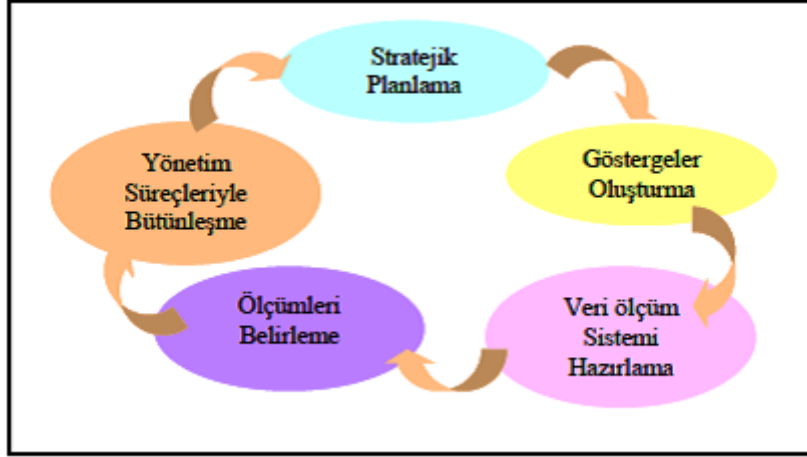 Stratejik
Planlama
Göstergeler
Oluşturma
Veri ölçüm
Sistemi
Hazırlama
Ölçümleri
Belirleme
Yönetim
Süreçleriyle
Bütünleşme